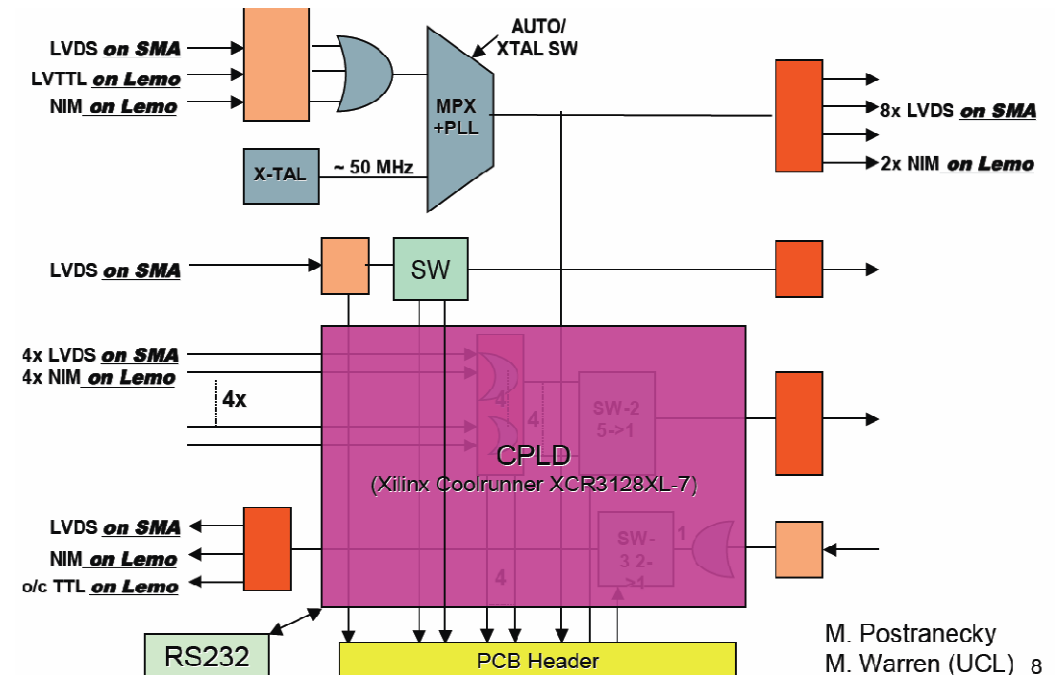 AUTO/
XTAL SW
LVDS on SMA
LVTTL on Lemo
NIM on Lemo
MPX
+PLL
8x LVDS on SMA
2x NIM on Lemo
X-TAL
~ 50 MHz
LVDS on SMA
SW
4x LVDS on SMA
4x NIM on Lemo
4x
4
4
SW-2
5->1
CPLD
(Xilinx Coolrunner XCR3128XL-7)
LVDS on SMA
NIM on Lemo
o/c TTL on Lemo
SW-
3 2-
>1
1
4
RS232
PCB Header
M. Postranecky
M. Warren (UCL) 8